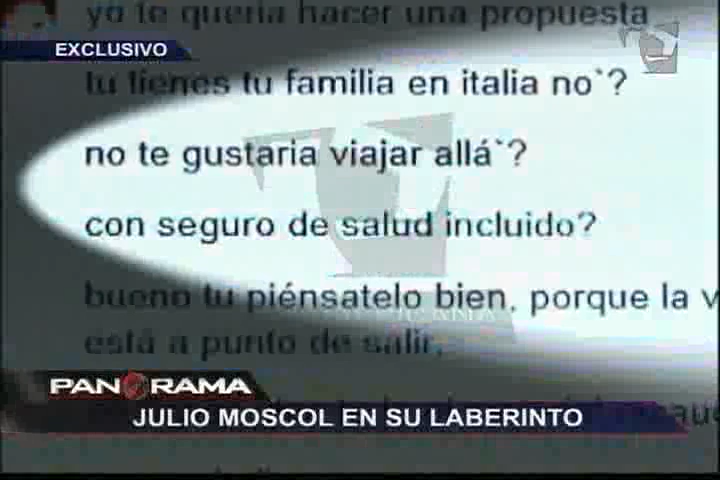 yo te queria hacer una propuesta
EXCLUSIVO
tu tienes tu familia en italia no`?
no te gustaria viajar allá`?
con seguro de salud incluido?
bueno tu piénsatelo bien, porque la v
está a punto de salir,
PANORAMA
JULIO MOSCOL EN SU LABERINTO